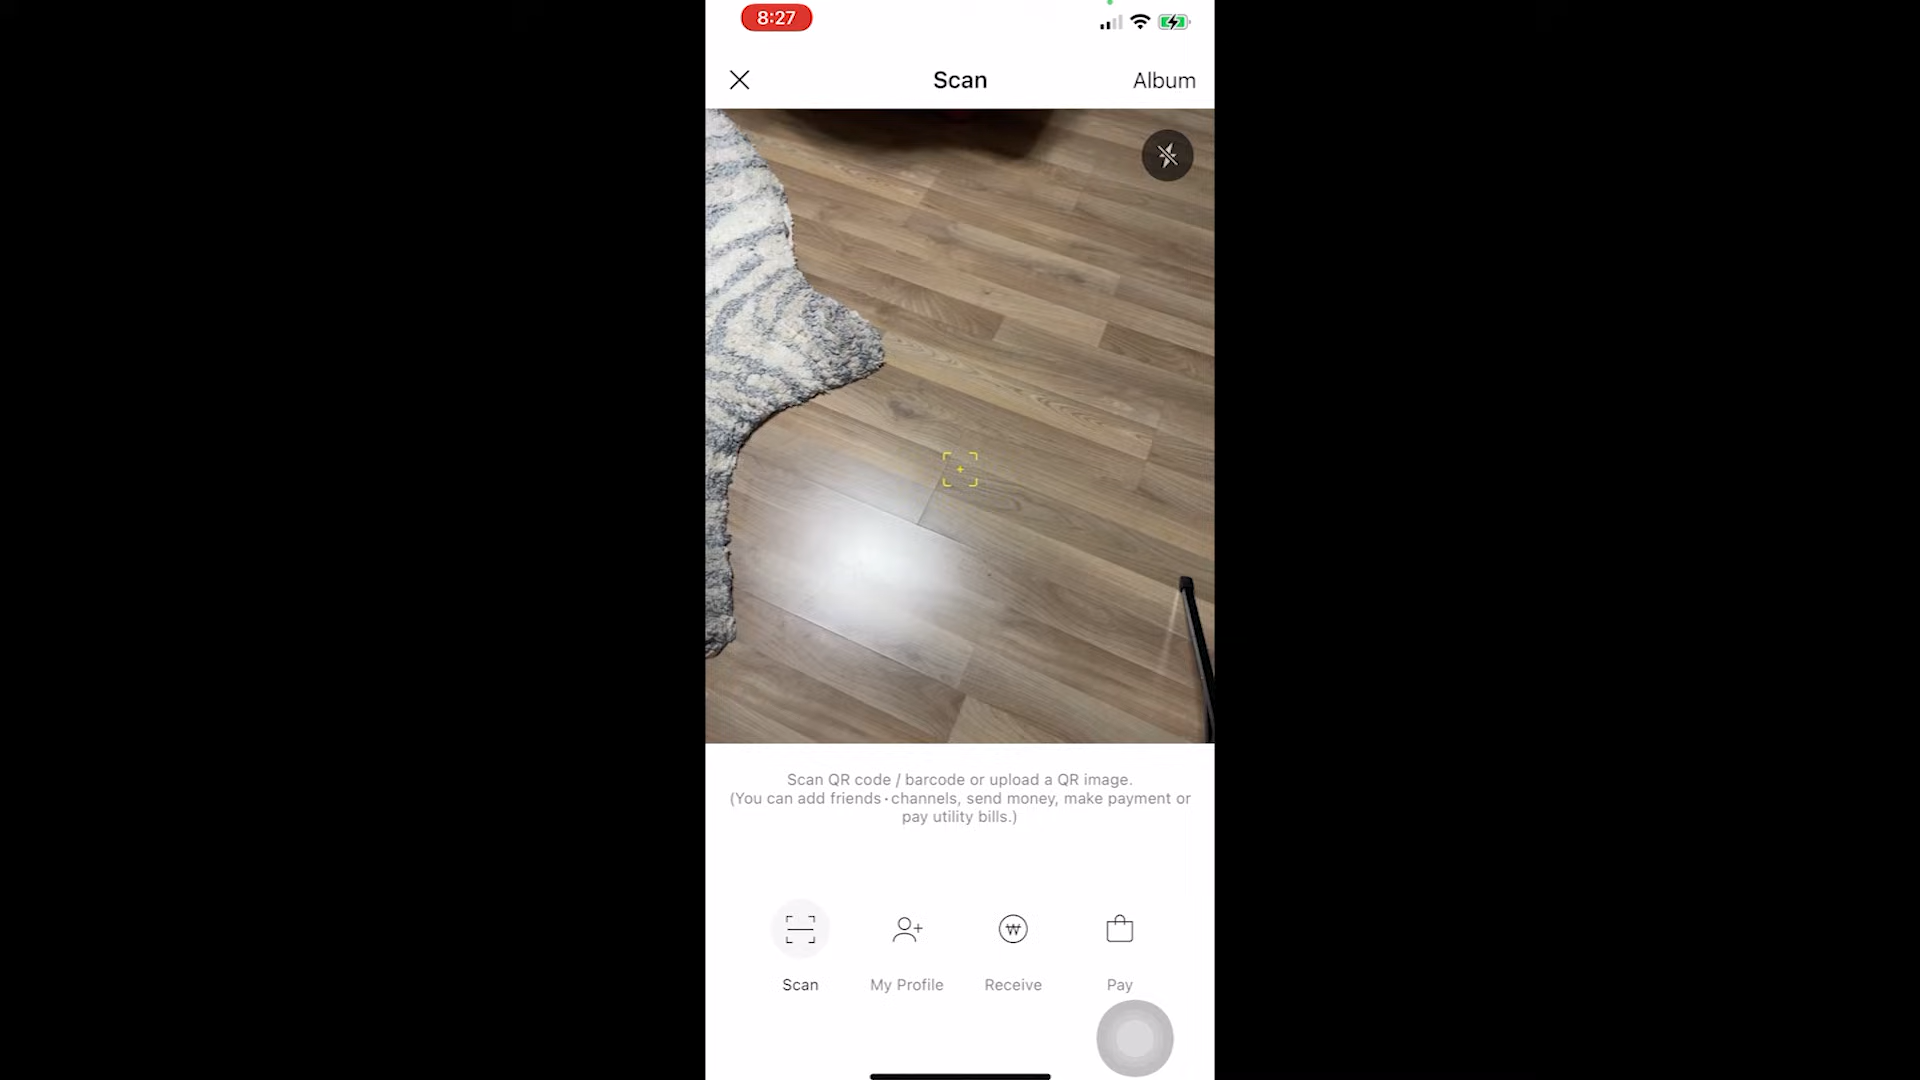 8:27
Scan
Album
Scan QR code / barcode or upload a QR image.
(You can add friends·channels, send money, make payment or
pay utility bills.)
Scan
My Profile
Receive
Pay